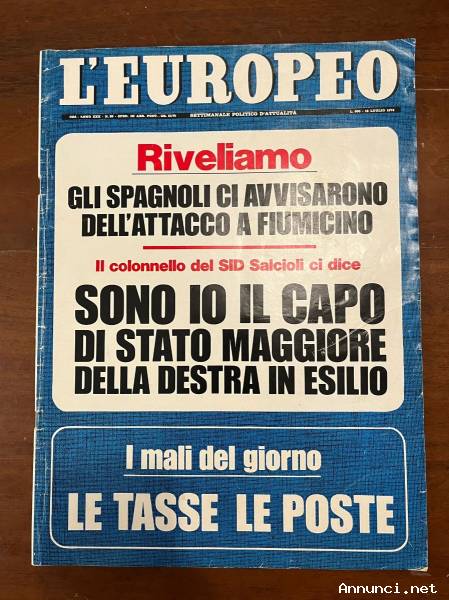 L'EUROPEO
SETTIMANALE POLITICO D'ATTUALITÀ
Riveliamo
GLI SPAGNOLI CI AVVISARONO
DELL'ATTACCO A FIUMICINO
Il colonnello del SID Salcioli ci dice
SONO IO IL CAPO
DI STATO MAGGIORE
DELLA DESTRA IN ESILIO
I mali del giorno
LE TASSE LE POSTE
Annunci.net